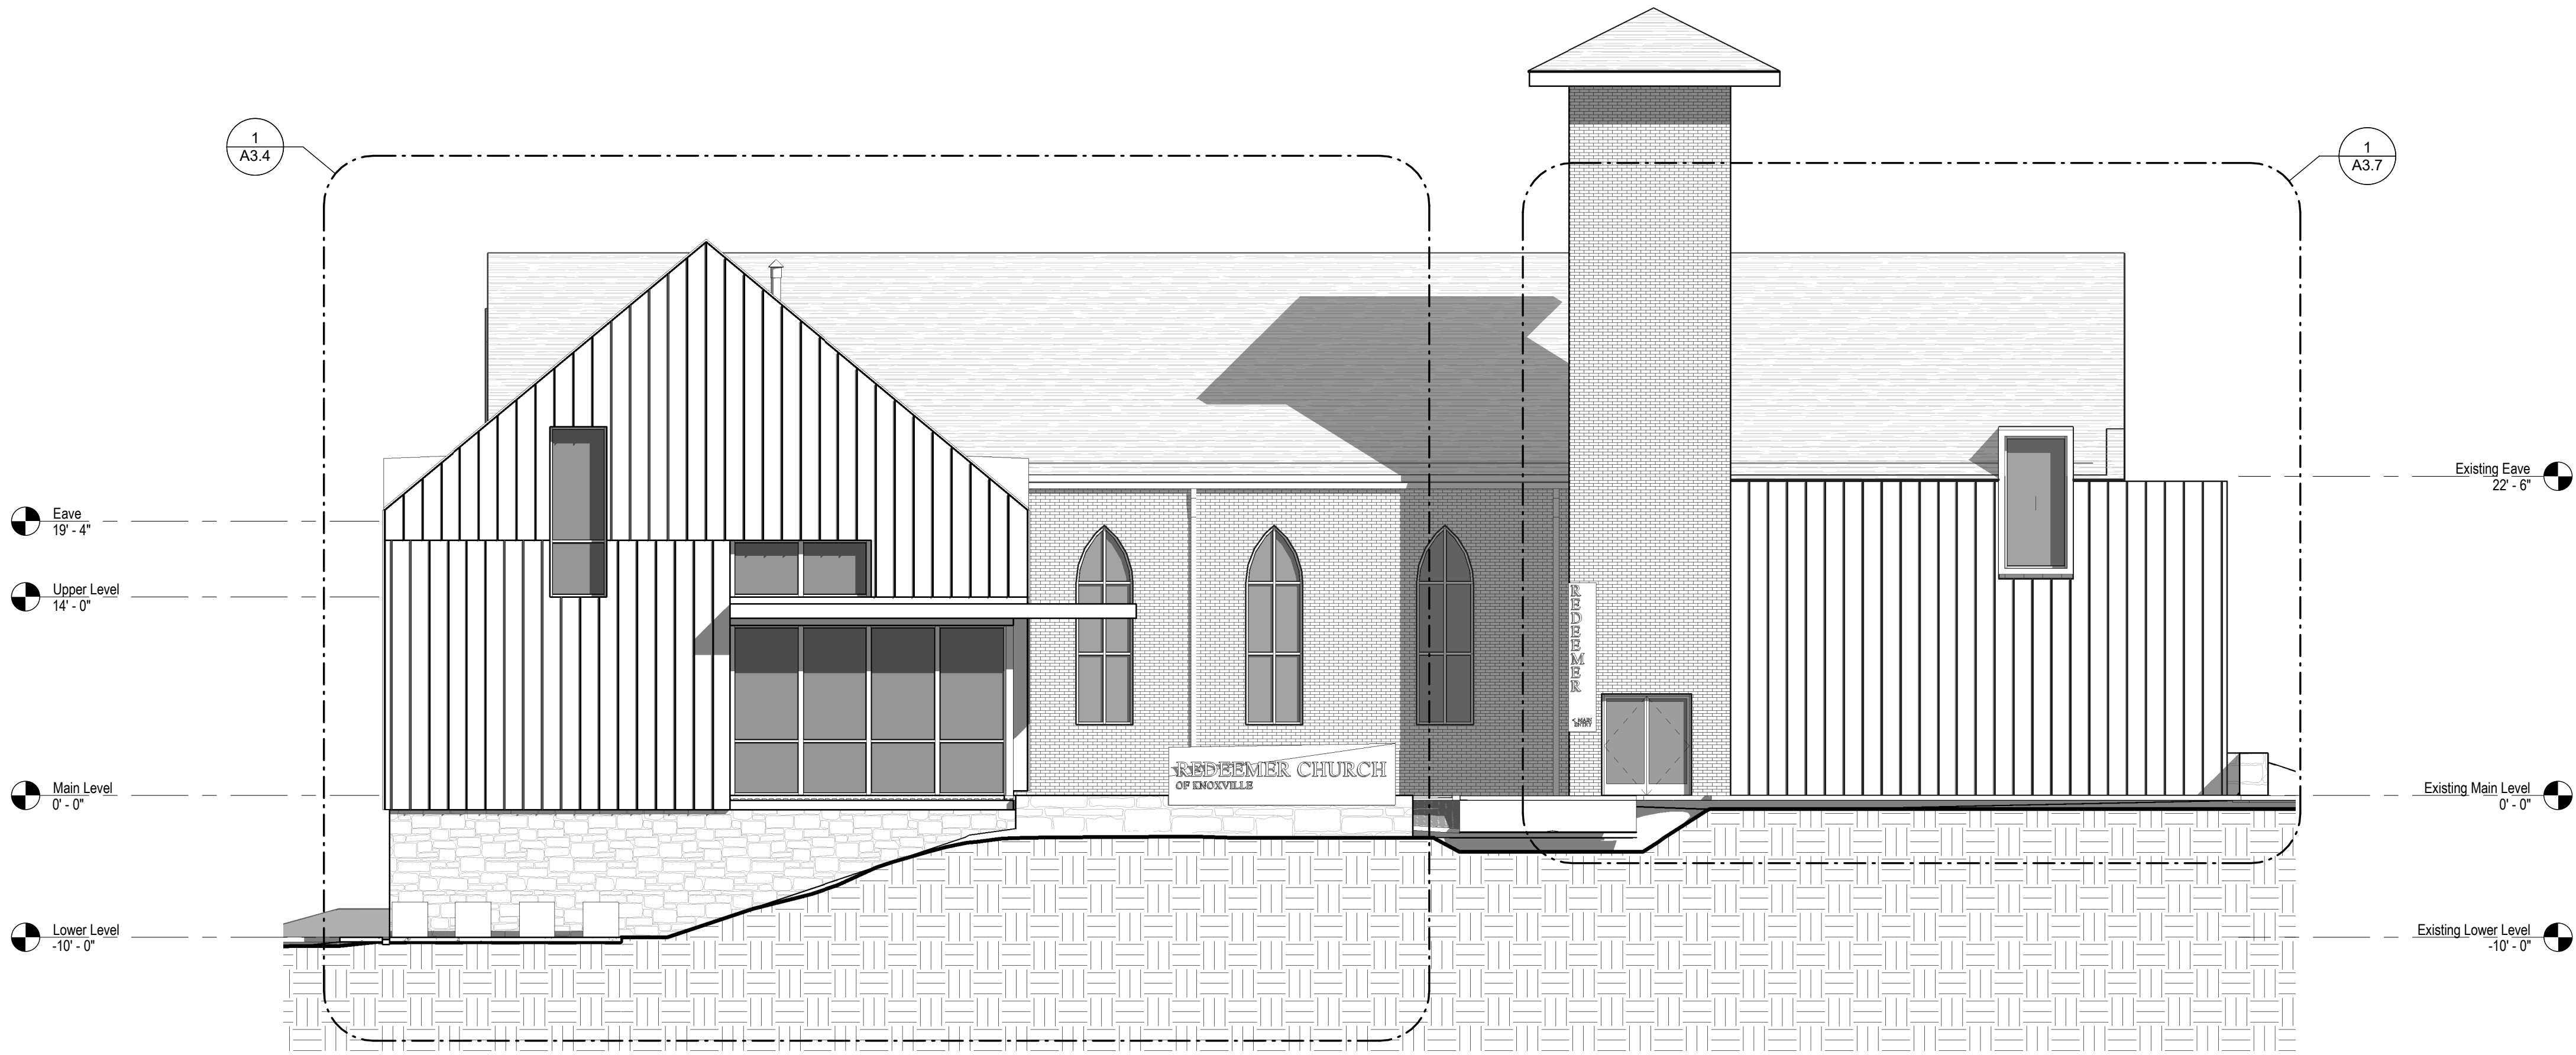 1
A3.4
1
A3.7
Eave
19' - 4"
Upper Level
14' - 0"
Main Level
0' - 0"
Lower Level
-10' - 0"
REDEEMER
MAIN
ENTRY
REDEEMER CHURCH
OF KNOXVILLE
Existing Eave
22' - 6"
Existing Main Level
0' - 0"
Existing Lower Level
-10' - 0"